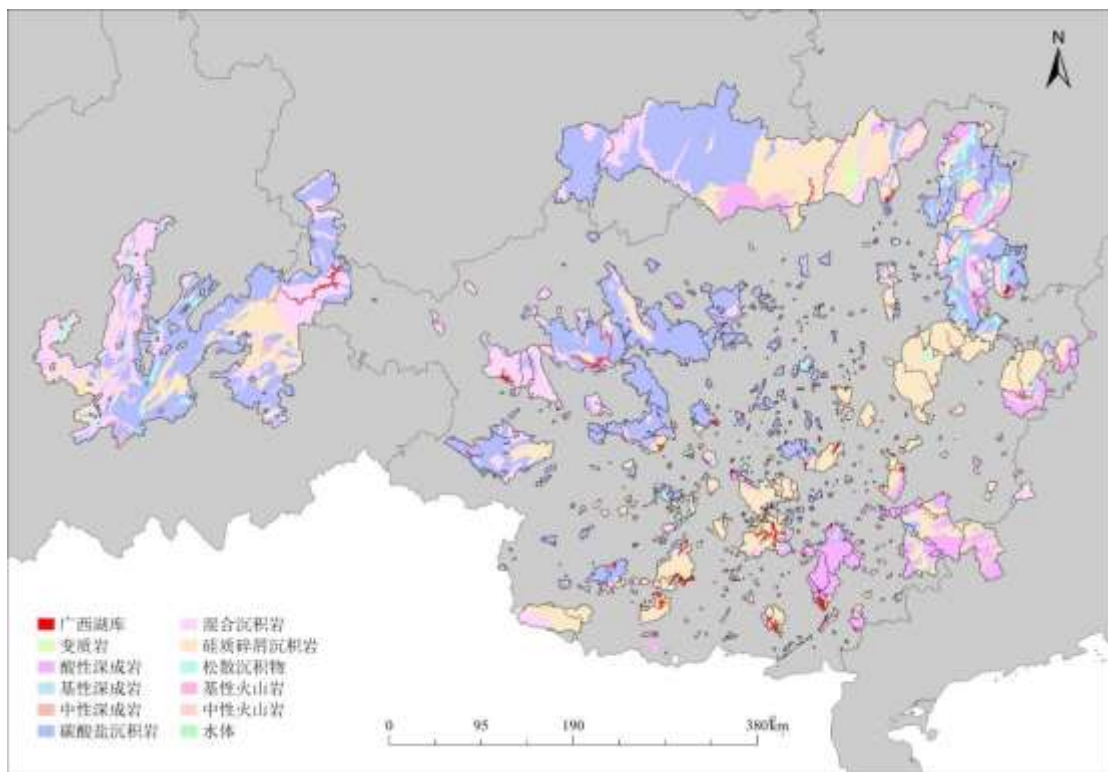 N
广西湖库
变质岩
酸性深成岩
基性深成岩
中性深成岩
碳酸盐沉积岩
混合沉积岩
硅质碎屑沉积岩
松散沉积物
基性火山岩
中性火山岩
水体
0 95 190 380km